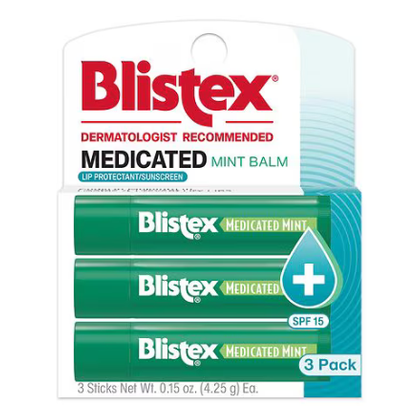 Blistex®
DERMATOLOGIST RECOMMENDED
MEDICATED MINT BALM
LIP PROTECTANT/SUNSCREEN
Blistex® MEDICATED MINT
Blistex® MEDICATED
SPF 15
Blistex® MEDICATED MINT
3 Pack
3 Sticks Net Wt. 0.15 oz. (4.25 g) Ea.